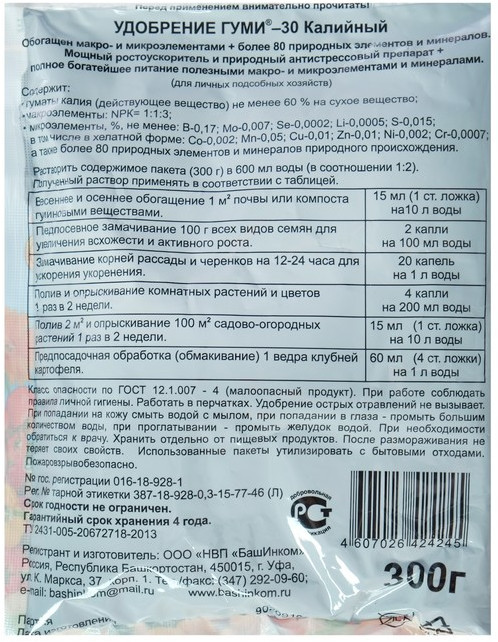 Перед применением внимательно прочитать!
УДОБРЕНИЕ ГУМИ®–30 Калийный
Обогащен макро- и микроэлементами + более 80 природных элементов и минералов.
Мощный ростоускоритель и природный антистрессовый препарат +
полное богатейшее питание полезными макро- и микроэлементами и минералами.
(для личных подсобных хозяйств)
Содержит:
•гуматы калия (действующее вещество) не менее 60 % на сухое вещество;
•макроэлементы: NPK= 1:1:3;
•микроэлементы, %, не менее: B-0,17; Mo-0,007; Se-0,0002; Li-0,0005; S-0,015;
в том числе в хелатной форме: Co-0,002; Mn-0,05; Cu-0,01; Zn-0,01; Ni-0,002; Cr-0,0007;
а также более 80 природных элементов и минералов природного происхождения.
Растворить содержимое пакета (300 г) в 600 мл воды (в соотношении 1:2).
Полученный раствор применять в соответствии с таблицей.
Весеннее и осеннее обогащение 1 м² почвы или компоста
гуминовыми веществами.
15 мл (1 ст. ложка)
на10 л воды
Предпосевное замачивание 100 г всех видов семян для
увеличения всхожести и активного роста.
2 капли
на 100 мл воды
Замачивание корней рассады и черенков на 12-24 часа для
ускорения укоренения.
20 капель
на 1 л воды
Полив и опрыскивание комнатных растений и цветов
1 раз в 2 недели.
4 капли
на 200 мл воды
Полив 2 м² и опрыскивание 100 м² садово-огородных
растений 1 раз в 2 недели.
15 мл (1 ст. ложка)
на 10 л воды
Предпосадочная обработка (обмакивание) 1 ведра клубней
картофеля.
60 мл (4 ст. ложки)
на 1 л воды
Класс опасности по ГОСТ 12.1.007 - 4 (малоопасный продукт). При работе соблюдать
правила личной гигиены. Работать в перчатках. Удобрение острых отравлений не вызывает.
При попадании на кожу смыть водой с мылом, при попадании в глаза - промыть большим
количеством воды, при проглатывании - промыть желудок водой. При необходимости
обратиться к врачу. Хранить отдельно от пищевых продуктов. После размораживания не
теряет своих свойств. Использованные пакеты утилизировать с бытовыми отходами.
Пожаровзрывобезопасно.
№ гос. регистрации 016-18-928-1
Рег. № тарной этикетки 387-18-928-0,3-15-77-46 (Л)
Срок годности не ограничен.
Гарантийный срок хранения 4 года.
ТУ 2431-005-20672718-2013
добровольная
РСТ
Регистрант и изготовитель: ООО «НВП «БашИнком»
Россия, Республика Башкортостан, 450015, г. Уфа,
ул. К. Маркса, 37 корп. 1. Тел./факс: (347) 292-09-60;
e-mail: bashinkom@mail.ru www.bashinkom.ru
4 607026 424245
300г
Партия
Дата изготовления